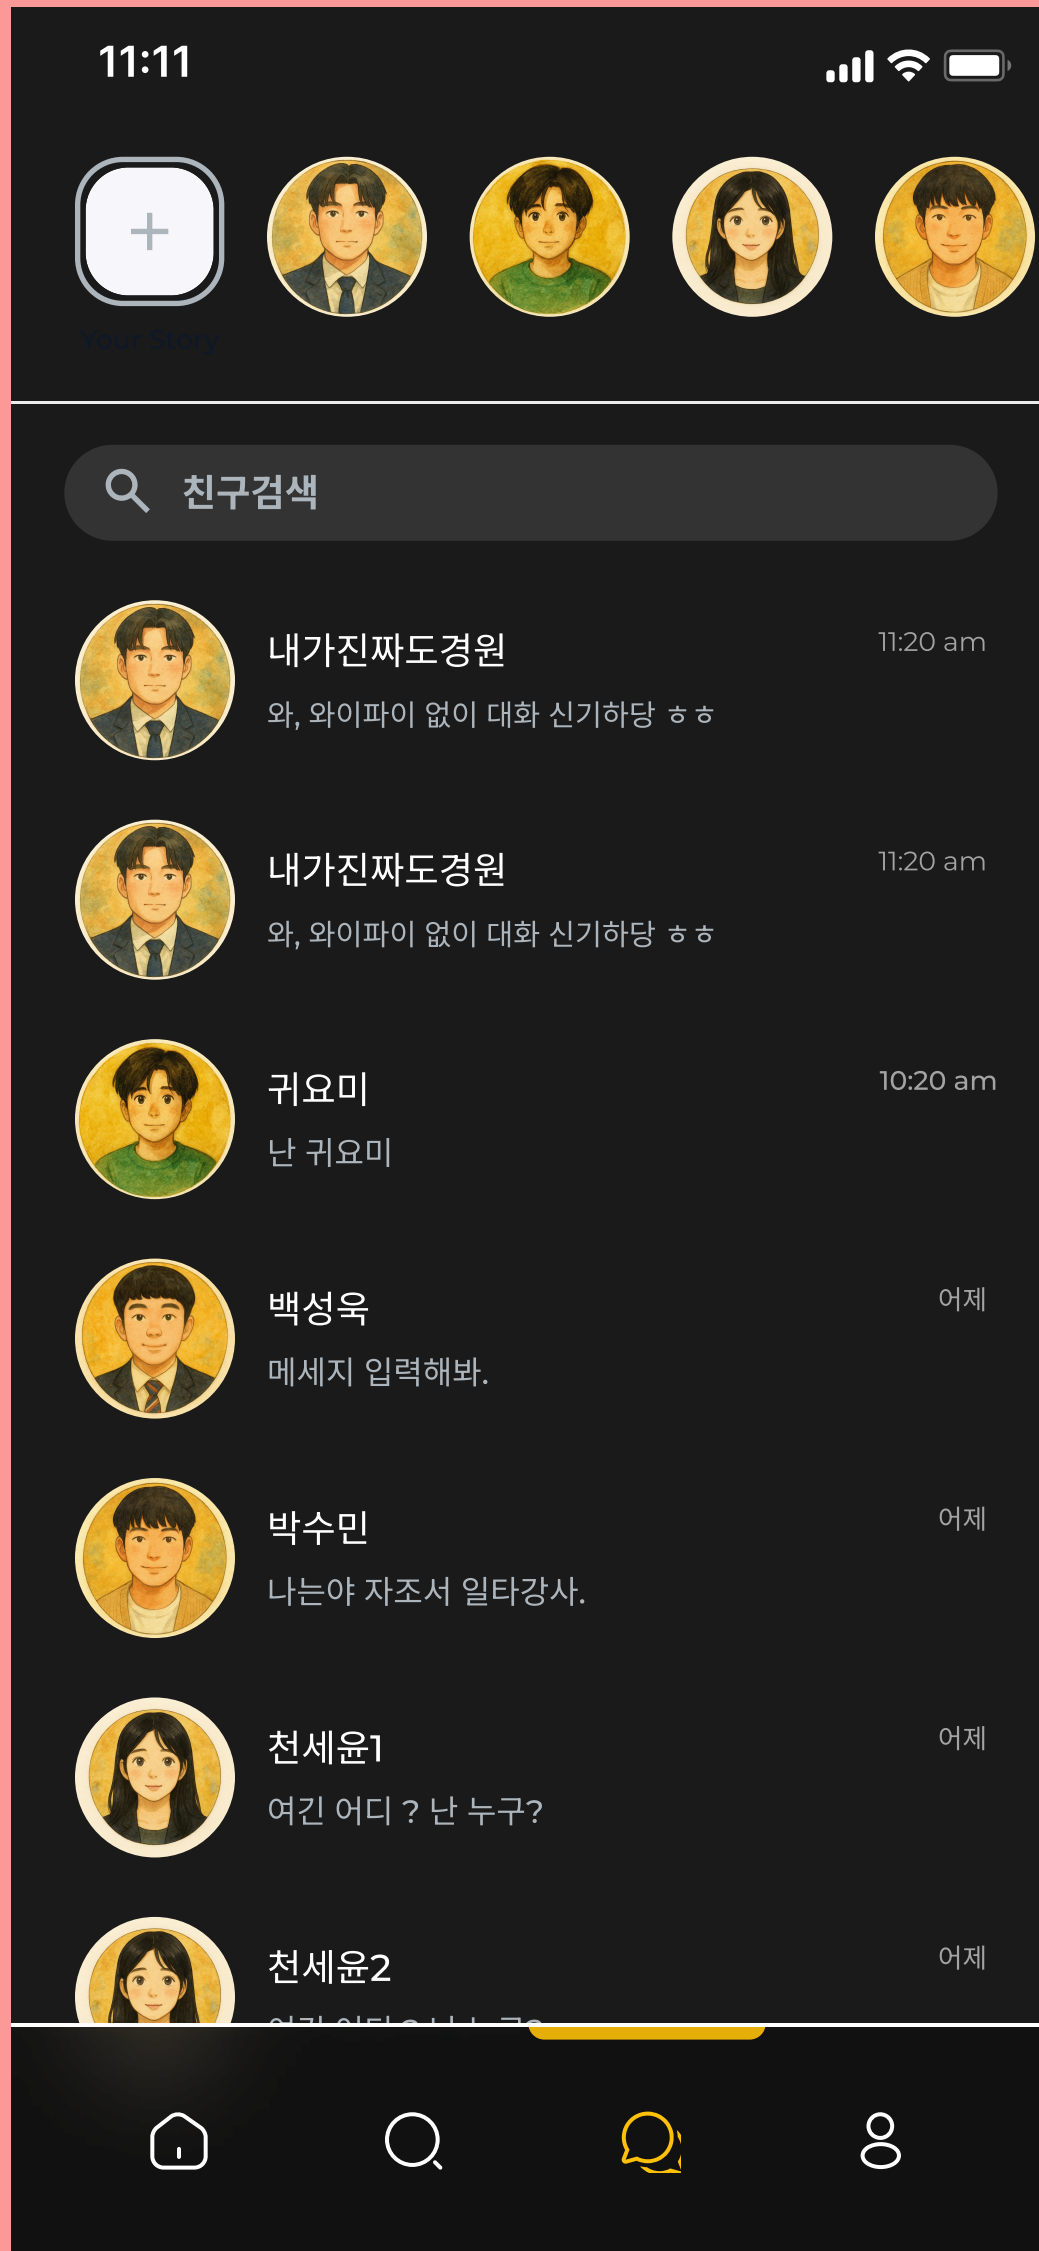 11:11
Your Story
친구검색
내가진짜도경원
11:20 am
와, 와이파이 없이 대화 신기하당 ㅎㅎ
내가진짜도경원
11:20 am
와, 와이파이 없이 대화 신기하당 ㅎㅎ
귀요미
10:20 am
난 귀요미
백성욱
어제
메세지 입력해봐.
박수민
어제
나는야 자조서 일타강사.
천세윤1
어제
여긴 어디 ? 난 누구?
천세윤2
어제